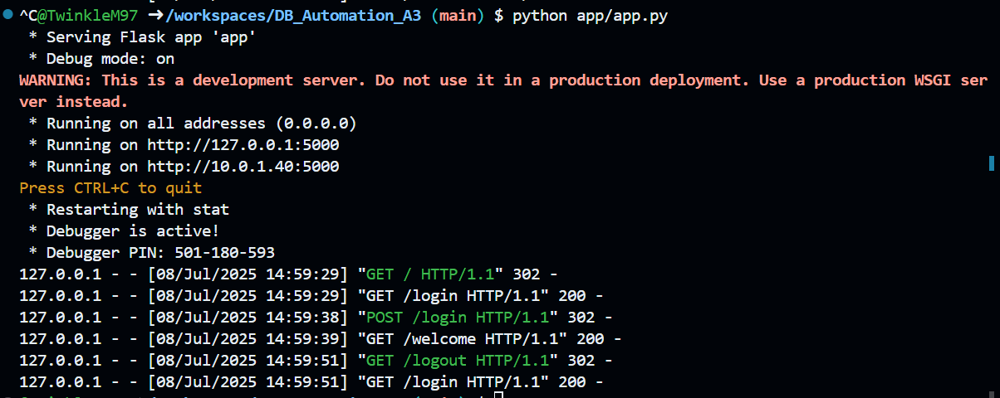 ^C@TwinkleM97 ➜/workspaces/DB_Automation_A3 (main) $ python app/app.py
 * Serving Flask app 'app'
 * Debug mode: on
WARNING: This is a development server. Do not use it in a production deployment. Use a production WSGI ser
ver instead.
 * Running on all addresses (0.0.0.0)
 * Running on http://127.0.0.1:5000
 * Running on http://10.0.1.40:5000
Press CTRL+C to quit
 * Restarting with stat
 * Debugger is active!
 * Debugger PIN: 501-180-593
127.0.0.1 - - [08/Jul/2025 14:59:29] "GET / HTTP/1.1" 302 -
127.0.0.1 - - [08/Jul/2025 14:59:29] "GET /login HTTP/1.1" 200 -
127.0.0.1 - - [08/Jul/2025 14:59:38] "POST /login HTTP/1.1" 302 -
127.0.0.1 - - [08/Jul/2025 14:59:39] "GET /welcome HTTP/1.1" 200 -
127.0.0.1 - - [08/Jul/2025 14:59:51] "GET /logout HTTP/1.1" 302 -
127.0.0.1 - - [08/Jul/2025 14:59:51] "GET /login HTTP/1.1" 200 -